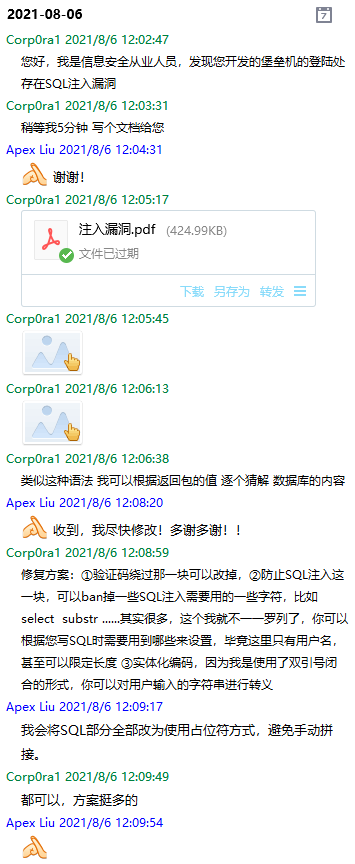 2021-08-06
7
Corp0ra1 2021/8/6 12:02:47
您好，我是信息安全从业人员，发现您开发的堡垒机的登陆处
存在SQL注入漏洞
Corp0ra1 2021/8/6 12:03:31
稍等我5分钟 写个文档给您
Apex Liu 2021/8/6 12:04:31
谢谢！
Corp0ra1 2021/8/6 12:05:17
注入漏洞.pdf (424.99KB)
文件已过期
下载 另存为 转发
Corp0ra1 2021/8/6 12:05:45
Corp0ra1 2021/8/6 12:06:13
Corp0ra1 2021/8/6 12:06:38
类似这种语法 我可以根据返回包的值 逐个猜解 数据库的内容
Apex Liu 2021/8/6 12:08:20
收到，我尽快修改！多谢多谢！！
Corp0ra1 2021/8/6 12:08:59
修复方案：①验证码绕过那一块可以改掉，②防止SQL注入这
一块，可以ban掉一些SQL注入需要用的一些字符，比如
select substr ......其实很多，这个我就不一一罗列了，你可以
根据您写SQL时需要用到哪些来设置，毕竟这里只有用户名，
甚至可以限定长度 ③实体化编码，因为我是使用了双引号闭
合的形式，你可以对用户输入的字符串进行转义
Apex Liu 2021/8/6 12:09:17
我会将SQL部分全部改为使用占位符方式，避免手动拼
接。
Corp0ra1 2021/8/6 12:09:49
都可以，方案挺多的
Apex Liu 2021/8/6 12:09:54